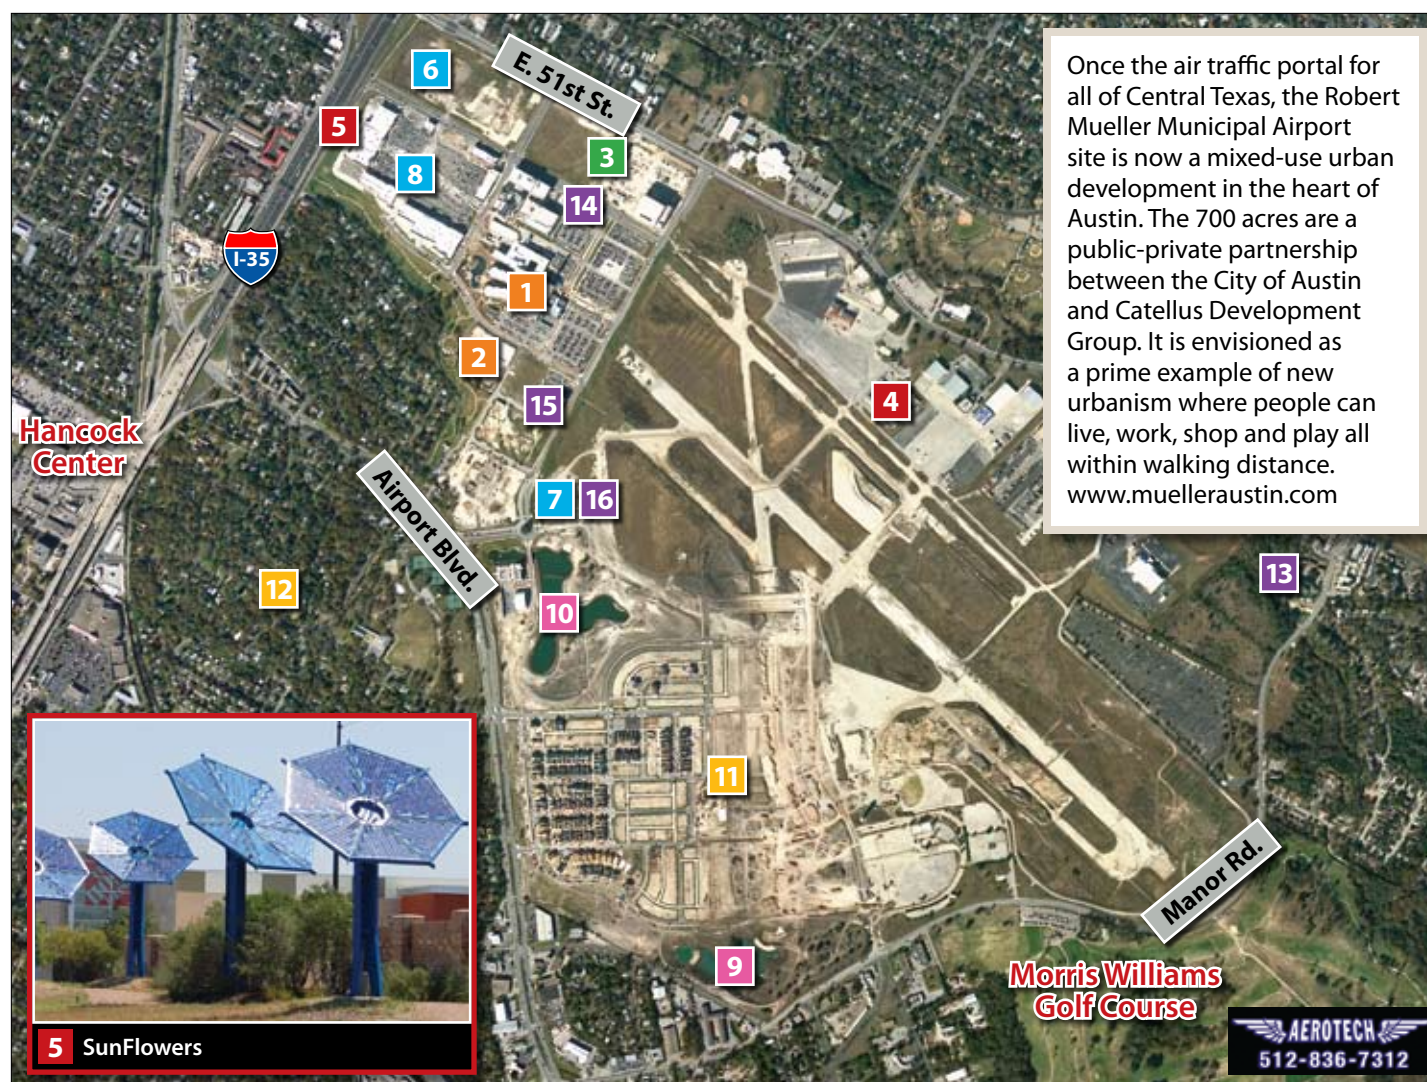 6
E. 51st St.
5
3
8
14
I-35
1
2
4
15
Hancock
Center
Airport Blvd.
7
16
12
10
13
11
9
Manor Rd.
Morris Williams
Golf Course
Once the air traffic portal for
all of Central Texas, the Robert
Mueller Municipal Airport
site is now a mixed-use urban
development in the heart of
Austin. The 700 acres are a
public-private partnership
between the City of Austin
and Catellus Development
Group. It is envisioned as
a prime example of new
urbanism where people can
live, work, shop and play all
within walking distance.
www.muelleraustin.com
5 SunFlowers
AEROTECH
512-836-7312